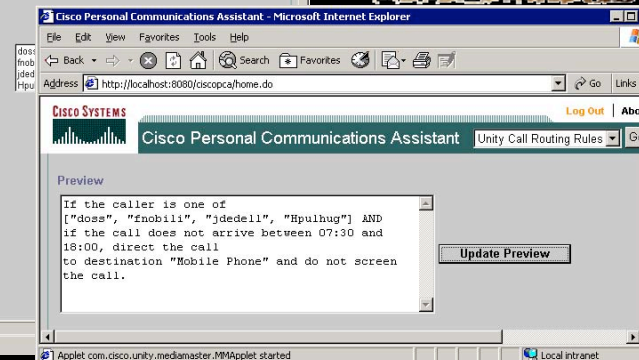 Cisco Personal Communications Assistant - Microsoft Internet Explorer
File Edit View Favorites Tools Help
Back Search Favorites
Address http://localhost:8080/ciscopca/home.do Go Links
doss
CISCO SYSTEMS
Log Out
Cisco Personal Communications Assistant Unity Call Routing Rules
Preview
If the caller is one of
["doss", "fnobili", "jdedell", "Hpulhug"] AND
if the call does not arrive between 07:30 and
18:00, direct the call
to destination "Mobile Phone" and do not screen
the call.
Update Preview
Applet com.cisco.unity.mediamaster.MMApplet started Local intranet